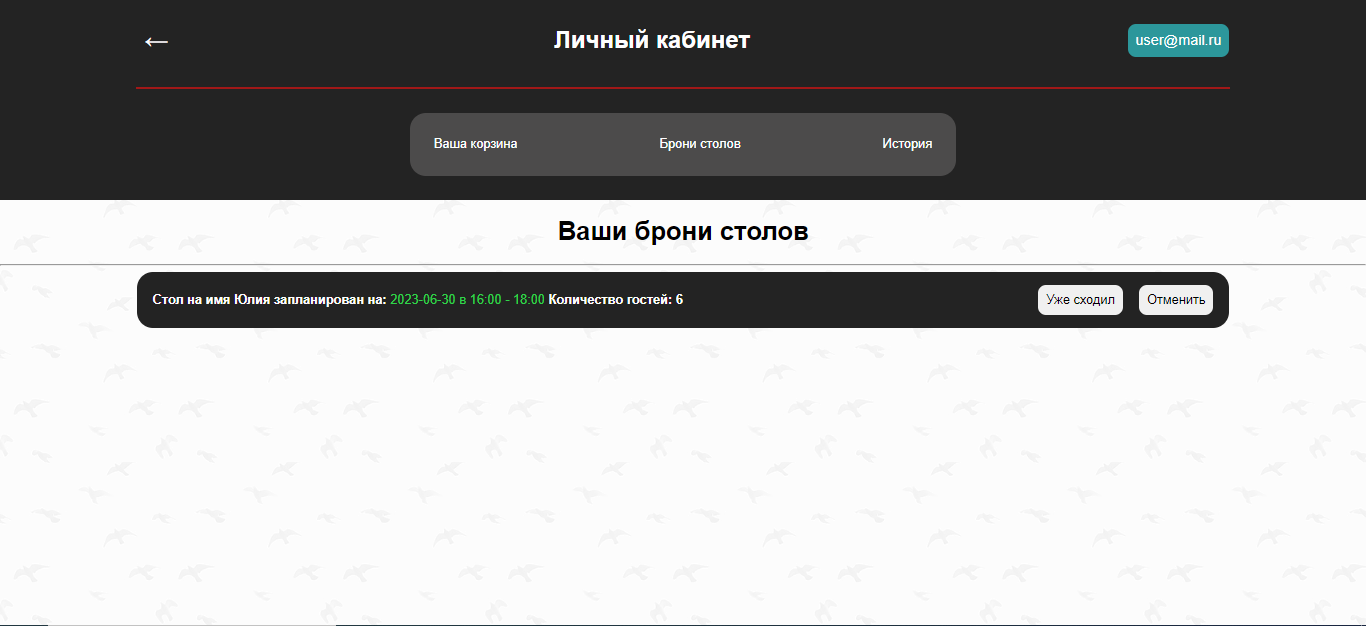 ←
Личный кабинет
user@mail.ru
Ваша корзина
Брони столов
История
Ваши брони столов
Стол на имя Юлия запланирован на: 2023-06-30 в 16:00 - 18:00 Количество гостей: 6
Уже сходил
Отменить